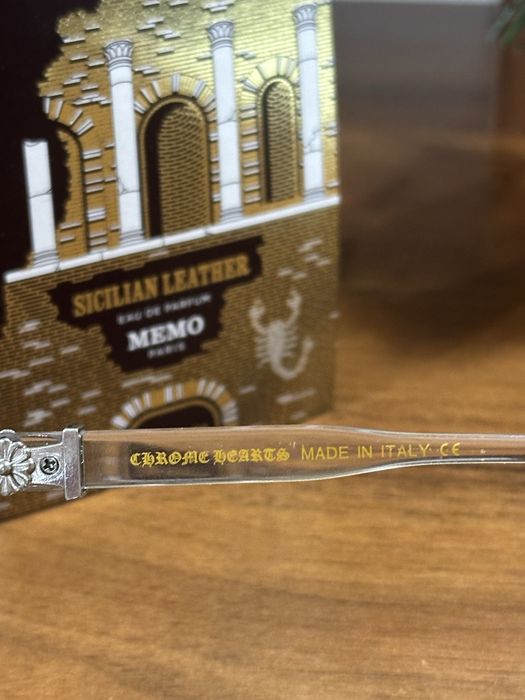 SICILIAN LEATHER
EAU DE PARFUM
MEMO
PARIS
CHROME HEARTS MADE IN ITALY CE